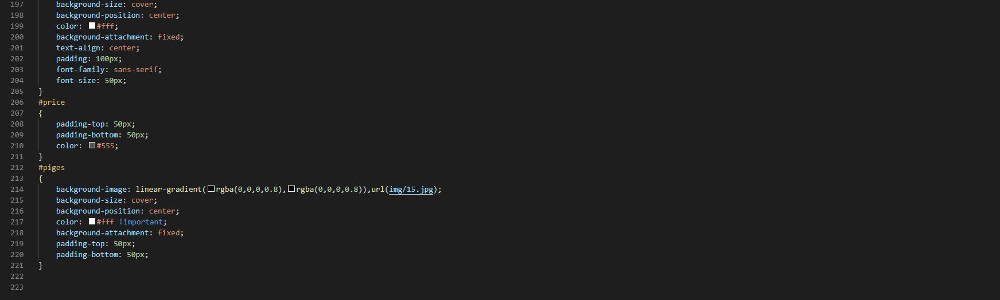 197 background-size: cover;
198 background-position: center;
199 color: #fff;
200 background-attachment: fixed;
201 text-align: center;
202 padding: 100px;
203 font-family: sans-serif;
204 font-size: 50px;
205 }
206 #price
207 {
208 padding-top: 50px;
209 padding-bottom: 50px;
210 color: #555;
211 }
212 #piges
213 {
214 background-image: linear-gradient(rgba(0,0,0,0.8),rgba(0,0,0,0.8)),url(img/15.jpg);
215 background-size: cover;
216 background-position: center;
217 color: #fff !important;
218 background-attachment: fixed;
219 padding-top: 50px;
220 padding-bottom: 50px;
221 }
222
223